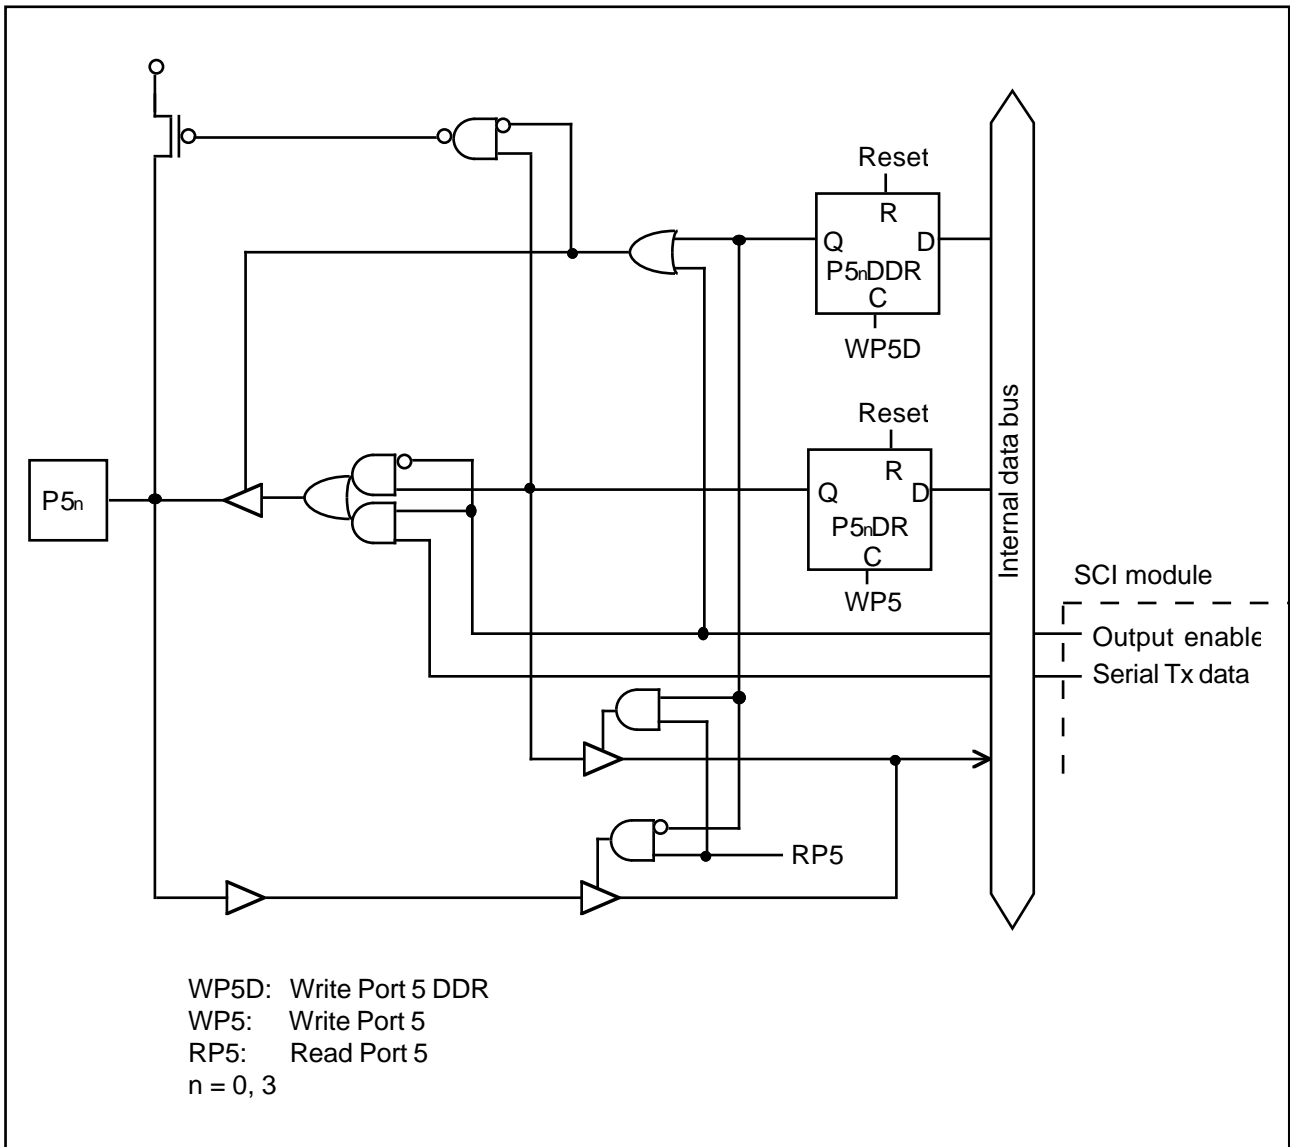 Reset
R
Q D
P5nDDR
C
WP5D
Internal data bus
Reset
R
Q D
P5nDR
C
WP5
P5n
SCI module
Output enable
Serial Tx data
RP5
WP5D: Write Port 5 DDR
WP5: Write Port 5
RP5: Read Port 5
n = 0, 3